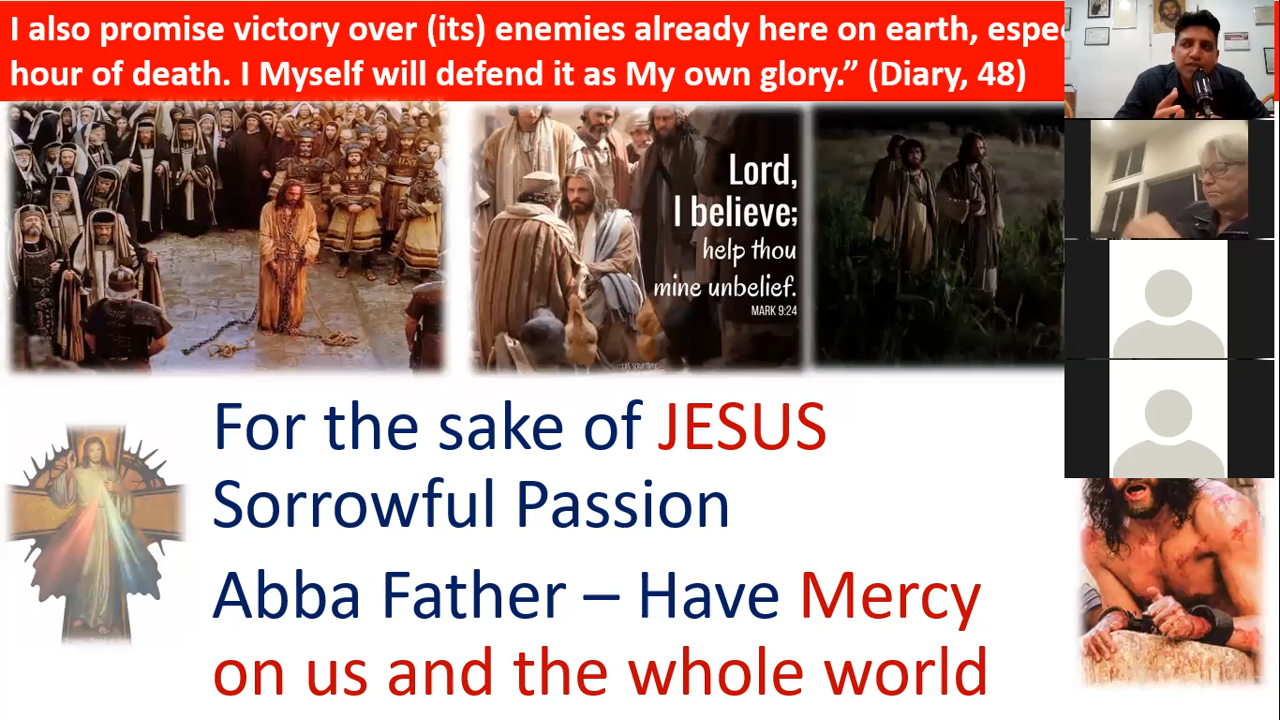 I also promise victory over (its) enemies already here on earth,
hour of death. I Myself will defend it as My own glory.” (Diary, 48)
Lord,
I believe;
help thou
mine unbelief.
MARK 9:24
For the sake of JESUS
Sorrowful Passion
Abba Father – Have Mercy
on us and the whole world